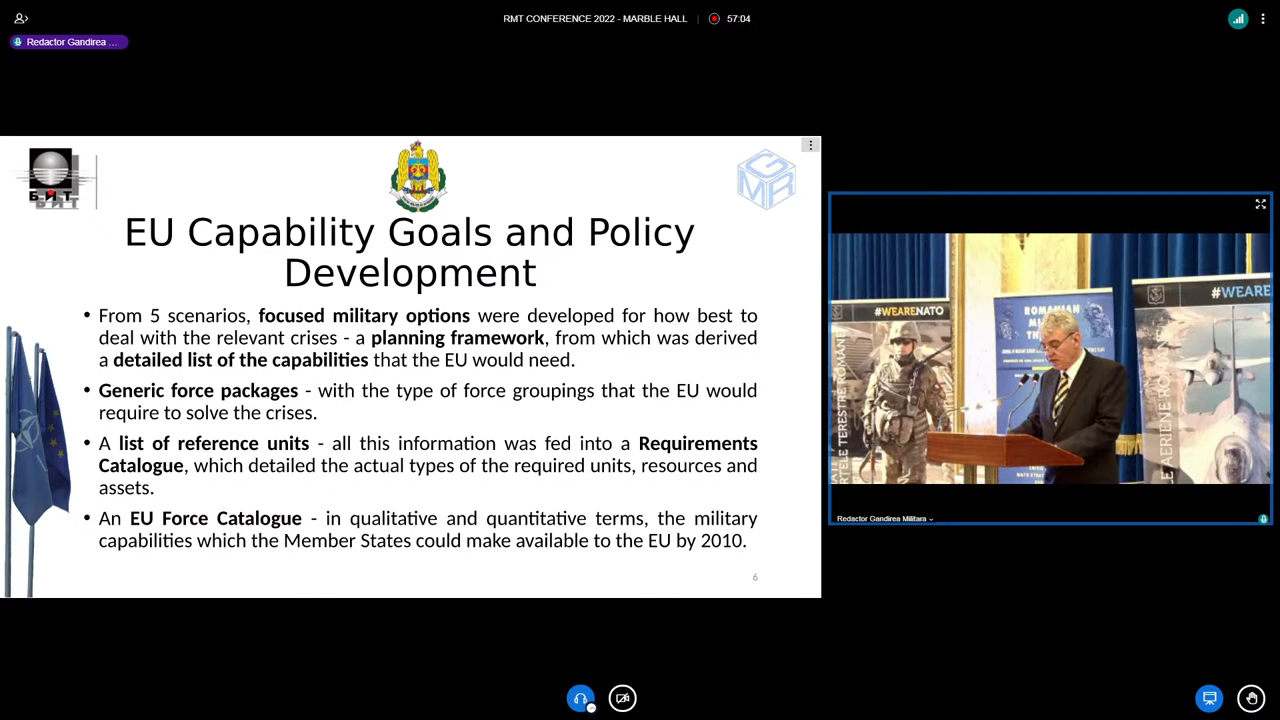 RMT CONFERENCE 2022 - MARBLE HALL
57:04
Redactor Gandirea ...
БИТ
GMR
EU Capability Goals and Policy
Development
• From 5 scenarios, focused military options were developed for how best to
deal with the relevant crises - a planning framework, from which was derived
a detailed list of the capabilities that the EU would need.
• Generic force packages - with the type of force groupings that the EU would
require to solve the crises.
• A list of reference units - all this information was fed into a Requirements
Catalogue, which detailed the actual types of the required units, resources and
assets.
• An EU Force Catalogue - in qualitative and quantitative terms, the military
capabilities which the Member States could make available to the EU by 2010.
6
#WEARENATO
ROMANIAN
#WEARE
Redactor Gandirea Militara